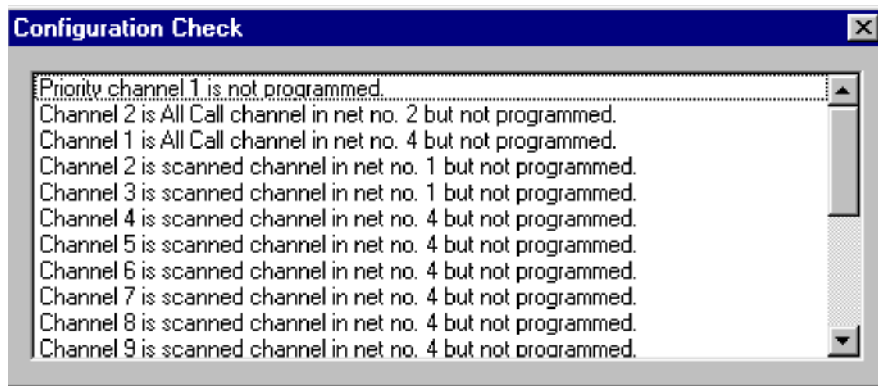 Configuration Check
Priority channel 1 is not programmed.
Channel 2 is All Call channel in net no. 2 but not programmed.
Channel 1 is All Call channel in net no. 4 but not programmed.
Channel 2 is scanned channel in net no. 1 but not programmed.
Channel 3 is scanned channel in net no. 1 but not programmed.
Channel 4 is scanned channel in net no. 4 but not programmed.
Channel 5 is scanned channel in net no. 4 but not programmed.
Channel 6 is scanned channel in net no. 4 but not programmed.
Channel 7 is scanned channel in net no. 4 but not programmed.
Channel 8 is scanned channel in net no. 4 but not programmed.
Channel 9 is scanned channel in net no. 4 but not programmed.